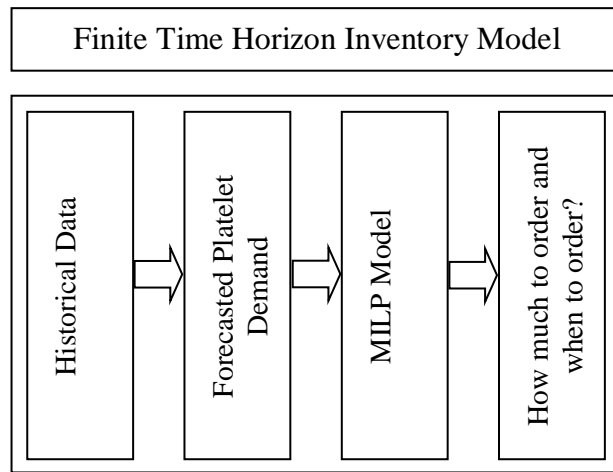 Finite Time Horizon Inventory Model
Historical Data
Forecasted Platelet
Demand
MILP Model
How much to order and
when to order?